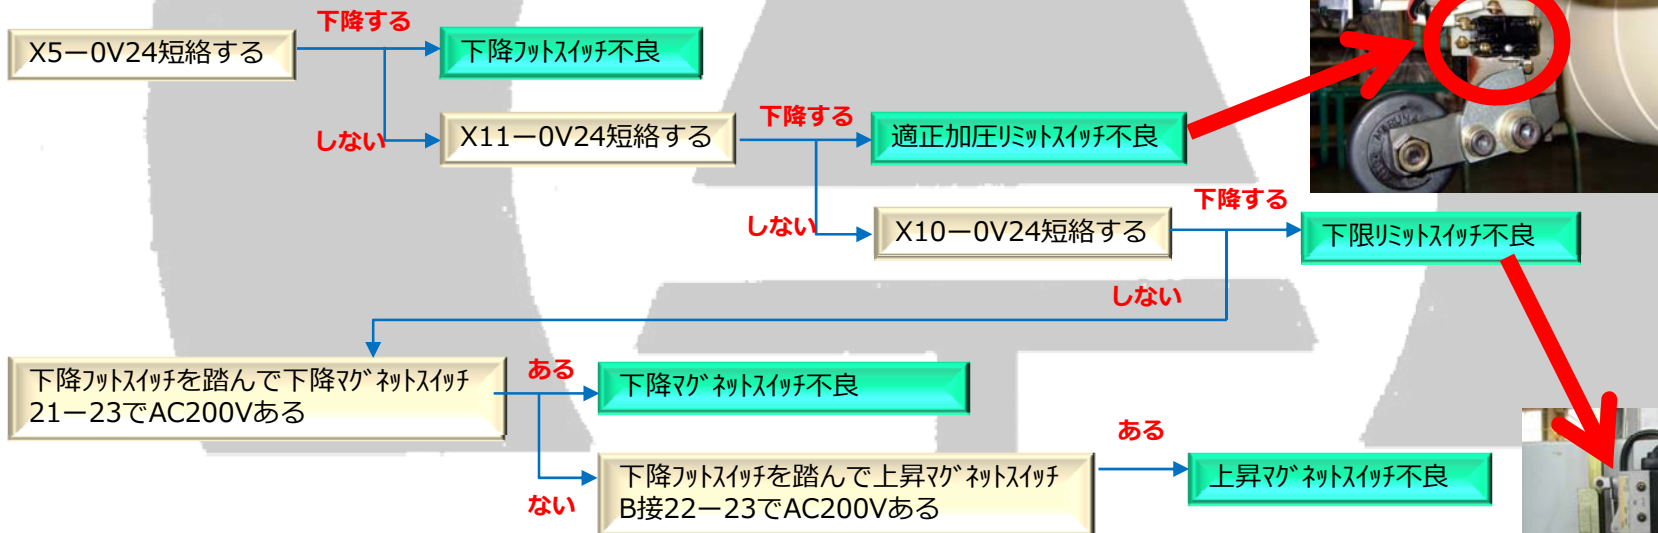 下降する
X5ー0V24短絡する
下降ﾌｯﾄｽｲｯﾁ不良
しない
X11ー0V24短絡する
下降する
適正加圧ﾘﾐｯﾄｽｲｯﾁ不良
しない
X10ー0V24短絡する
下降する
下限ﾘﾐｯﾄｽｲｯﾁ不良
しない
下降ﾌｯﾄｽｲｯﾁを踏んで下降ﾏｸﾞﾈｯﾄｽｲｯﾁ
21ー23でAC200Vある
ある
下降ﾏｸﾞﾈｯﾄｽｲｯﾁ不良
ない
下降ﾌｯﾄｽｲｯﾁを踏んで上昇ﾏｸﾞﾈｯﾄｽｲｯﾁ
B接22ー23でAC200Vある
ある
上昇ﾏｸﾞﾈｯﾄｽｲｯﾁ不良